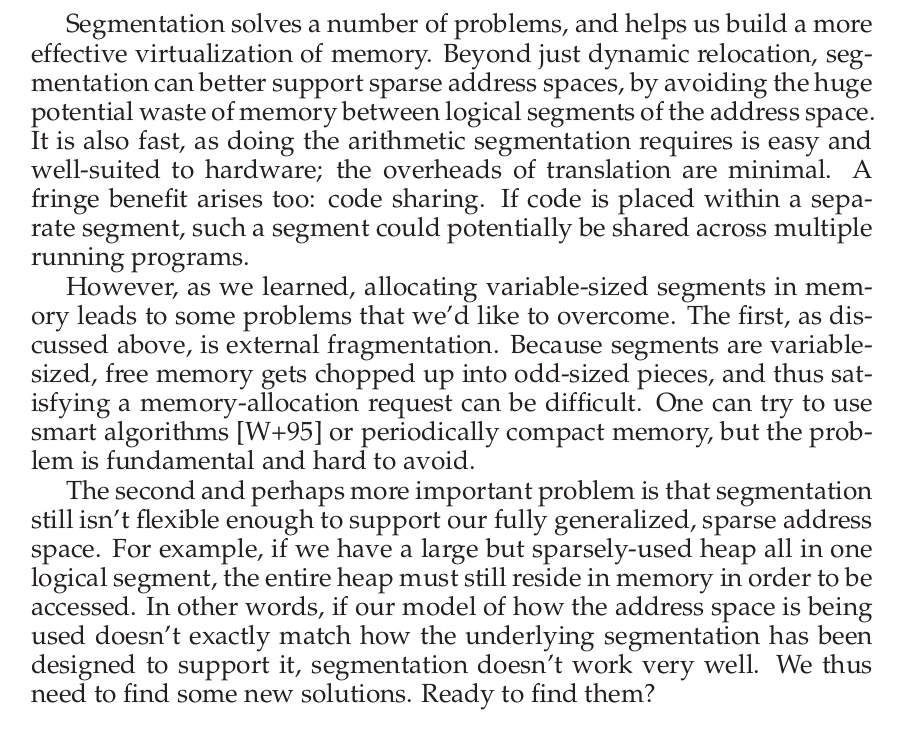 Segmentation solves a number of problems, and helps us build a more
effective virtualization of memory. Beyond just dynamic relocation, seg-
mentation can better support sparse address spaces, by avoiding the huge
potential waste of memory between logical segments of the address space.
It is also fast, as doing the arithmetic segmentation requires is easy and
well-suited to hardware; the overheads of translation are minimal. A
fringe benefit arises too: code sharing. If code is placed within a sepa-
rate segment, such a segment could potentially be shared across multiple
running programs.
However, as we learned, allocating variable-sized segments in mem-
ory leads to some problems that we'd like to overcome. The first, as dis-
cussed above, is external fragmentation. Because segments are variable-
sized, free memory gets chopped up into odd-sized pieces, and thus sat-
isfying a memory-allocation request can be difficult. One can try to use
smart algorithms [W+95] or periodically compact memory, but the prob-
lem is fundamental and hard to avoid.
The second and perhaps more important problem is that segmentation
still isn't flexible enough to support our fully generalized, sparse address
space. For example, if we have a large but sparsely-used heap all in one
logical segment, the entire heap must still reside in memory in order to be
accessed. In other words, if our model of how the address space is being
used doesn't exactly match how the underlying segmentation has been
designed to support it, segmentation doesn't work very well. We thus
need to find some new solutions. Ready to find them?